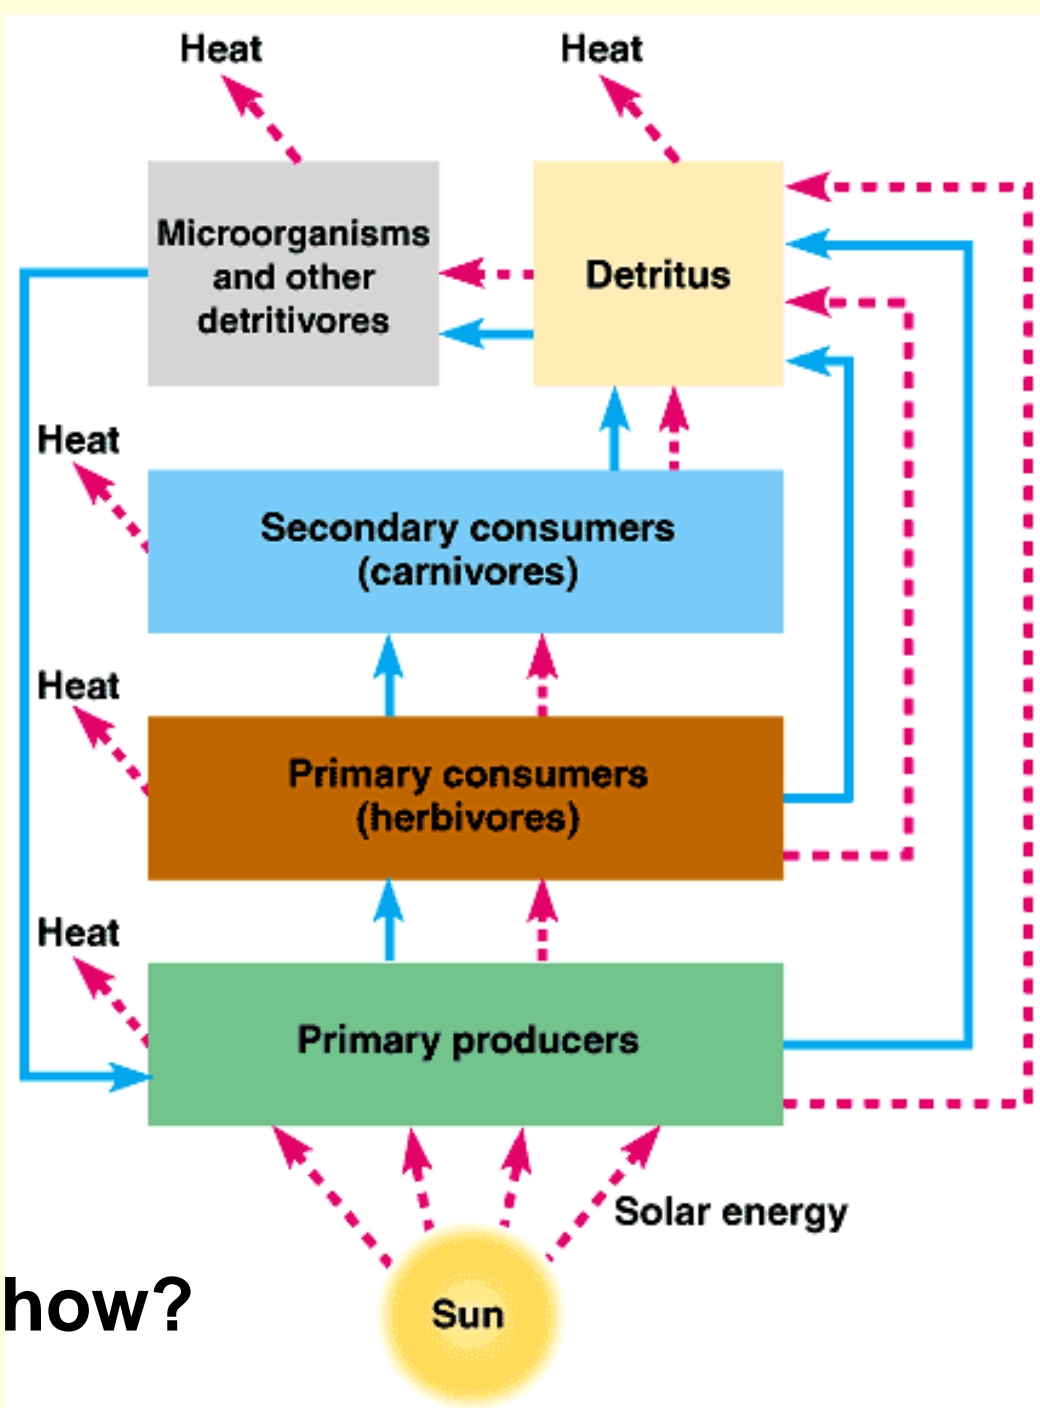 Heat
Heat
Microorganisms
and other
detritivores
Detritus
Heat
Secondary consumers
(carnivores)
Heat
Primary consumers
(herbivores)
Heat
Primary producers
Solar energy
how?
Sun